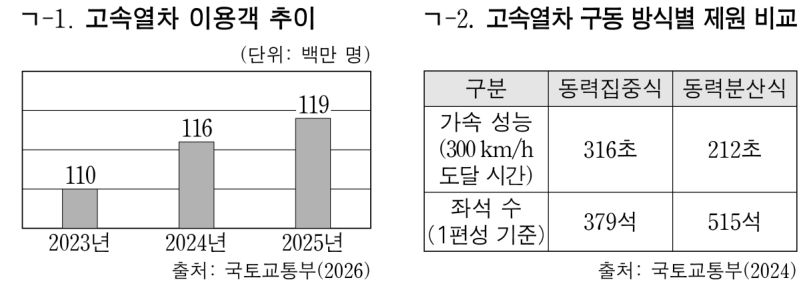 ㄱ-1. 고속열차 이용객 추이
(단위: 백만 명)
110
116
119
2023년
2024년
2025년
출처: 국토교통부(2026)
ㄱ-2. 고속열차 구동 방식별 제원 비교
구분 동력집중식 동력분산식
가속 성능
(300 km/h
도달 시간)
316초 212초
좌석 수
(1편성 기준)
379석 515석
출처: 국토교통부(2024)